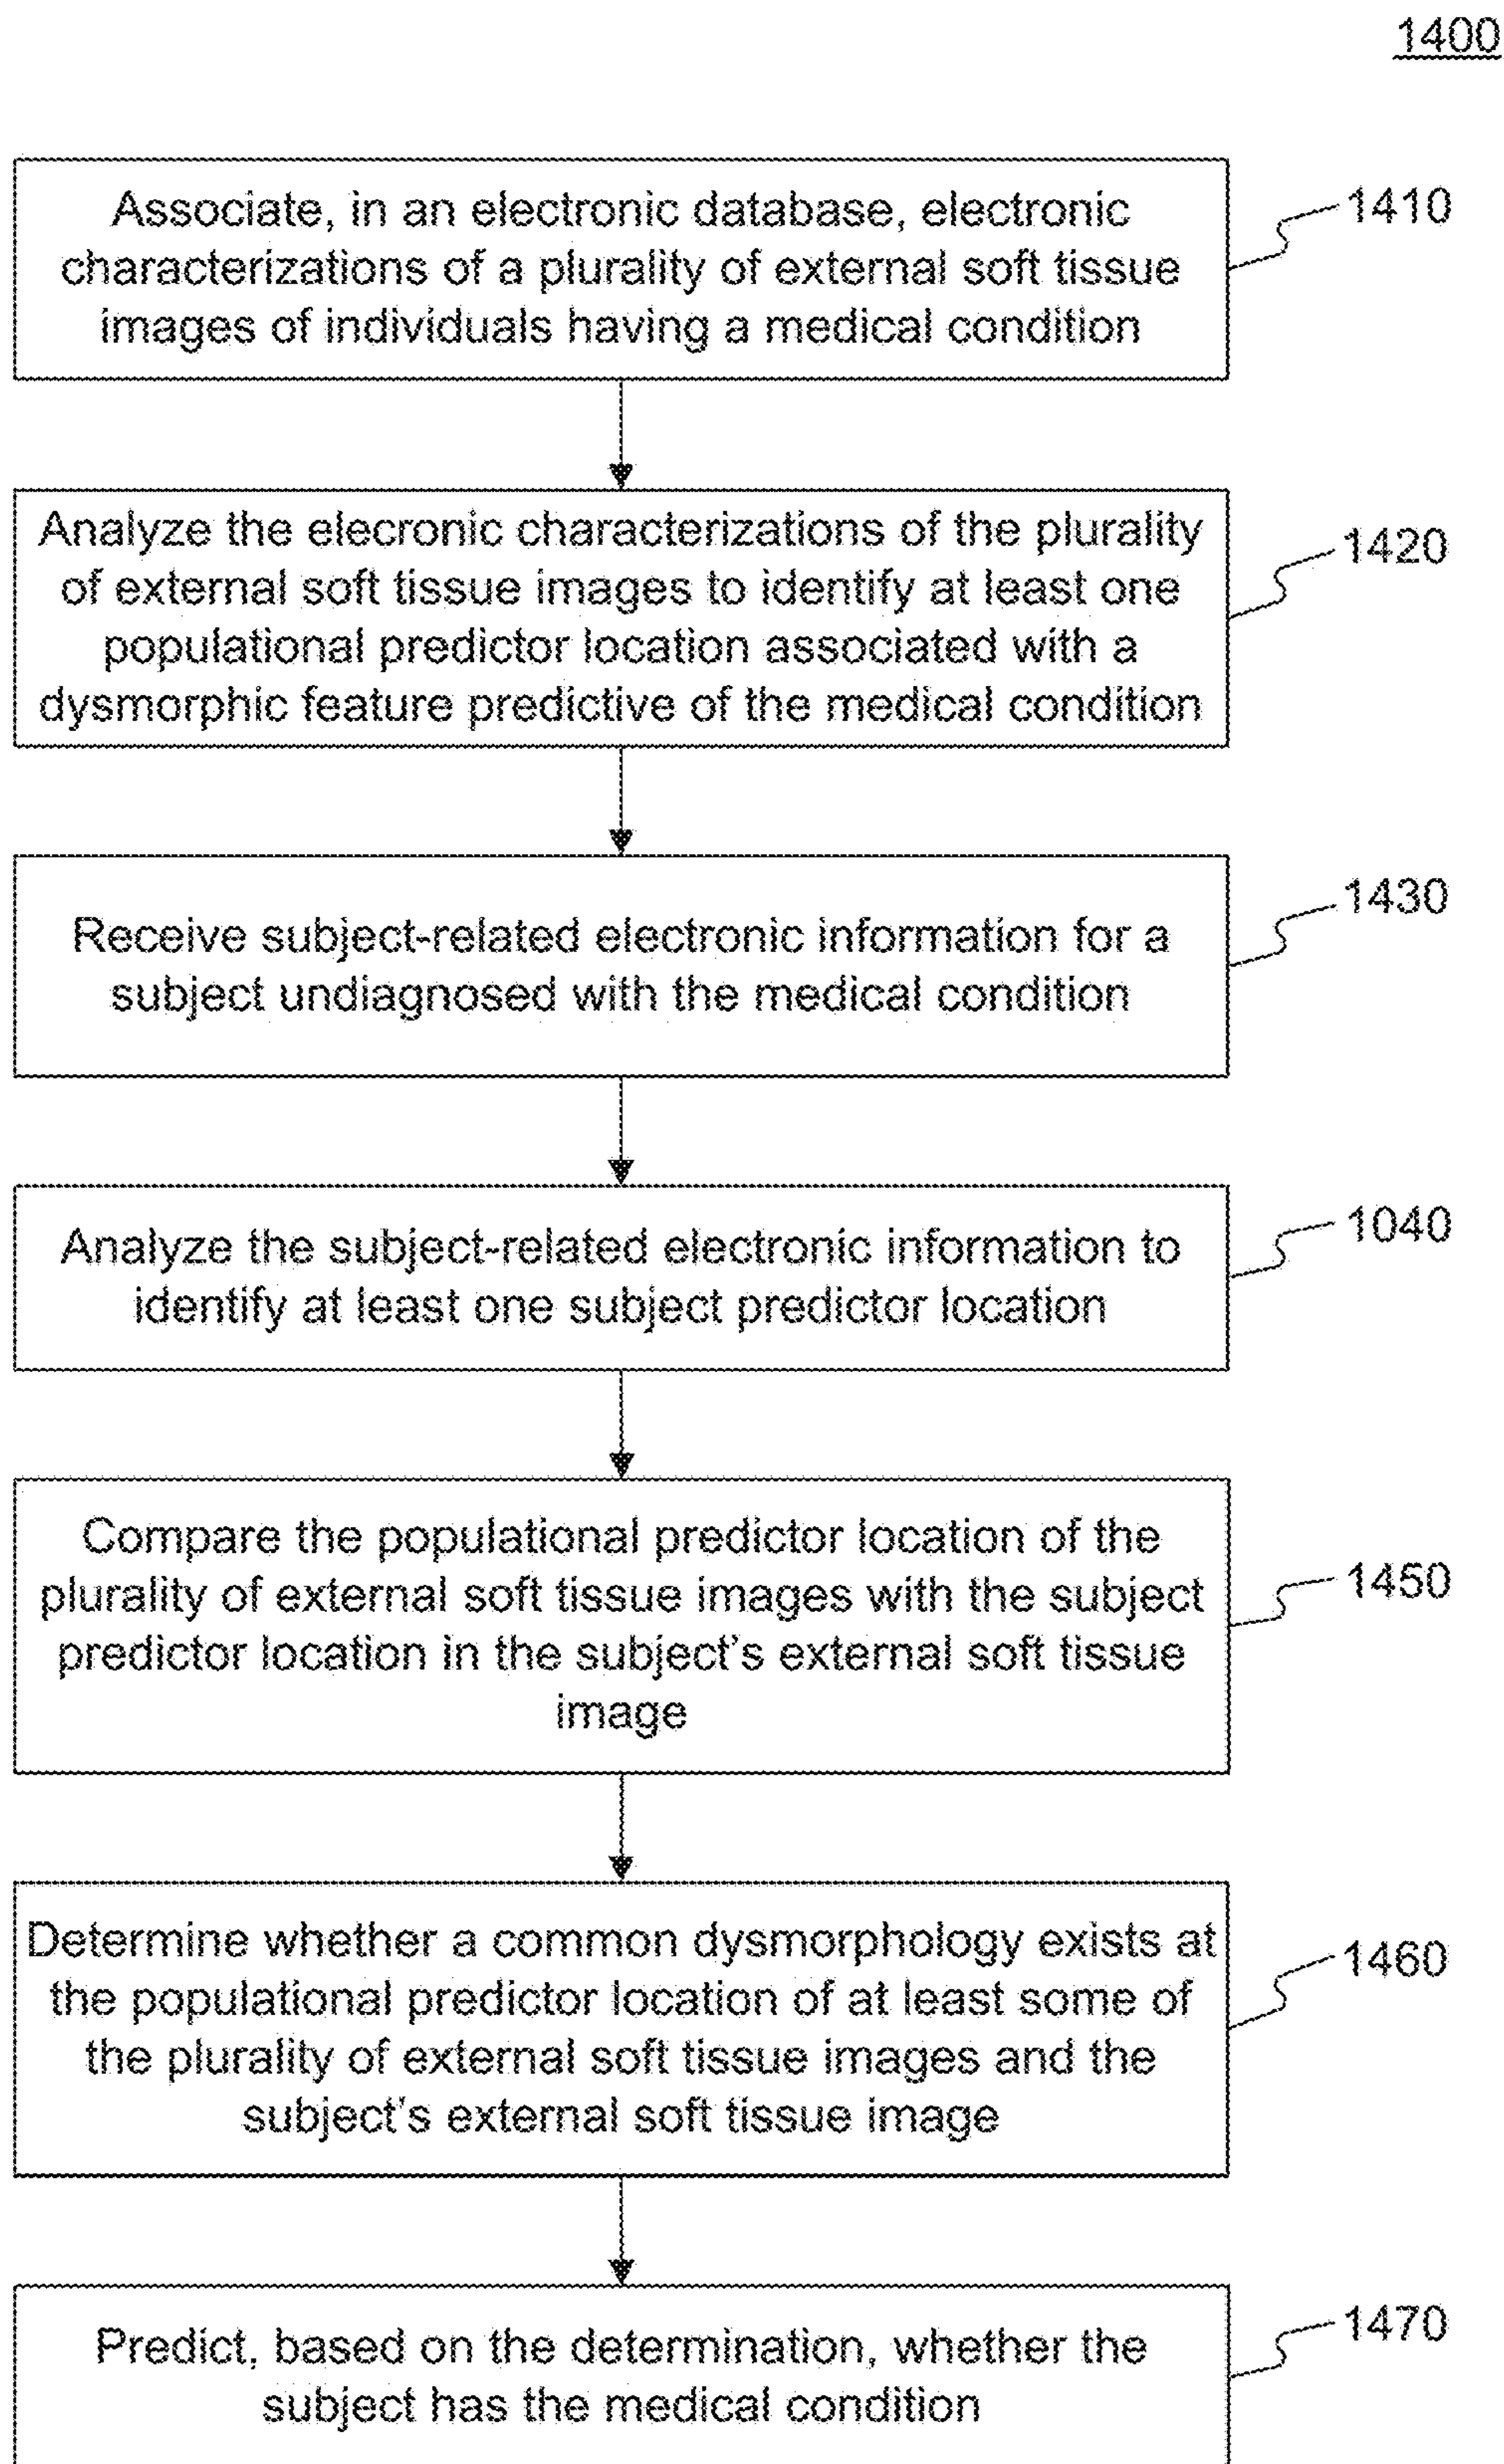 1400
Associate, in an electronic database, electronic
characterizations of a plurality of external soft tissue
images of individuals having a medical condition
1410
Analyze the elecronic characterizations of the plurality
of external soft tissue images to identify at least one
populational predictor location associated with a
dysmorphic feature predictive of the medical condition
1420
Receive subject-related electronic information for a
subject undiagnosed with the medical condition
1430
Analyze the subject-related electronic information to
identify at least one subject predictor location
1040
Compare the populational predictor location of the
plurality of external soft tissue images with the subject
predictor location in the subject's external soft tissue
image
1450
Determine whether a common dysmorphology exists at
the populational predictor location of at least some of
the plurality of external soft tissue images and the
subject's external soft tissue image
1460
Predict, based on the determination, whether the
subject has the medical condition
1470